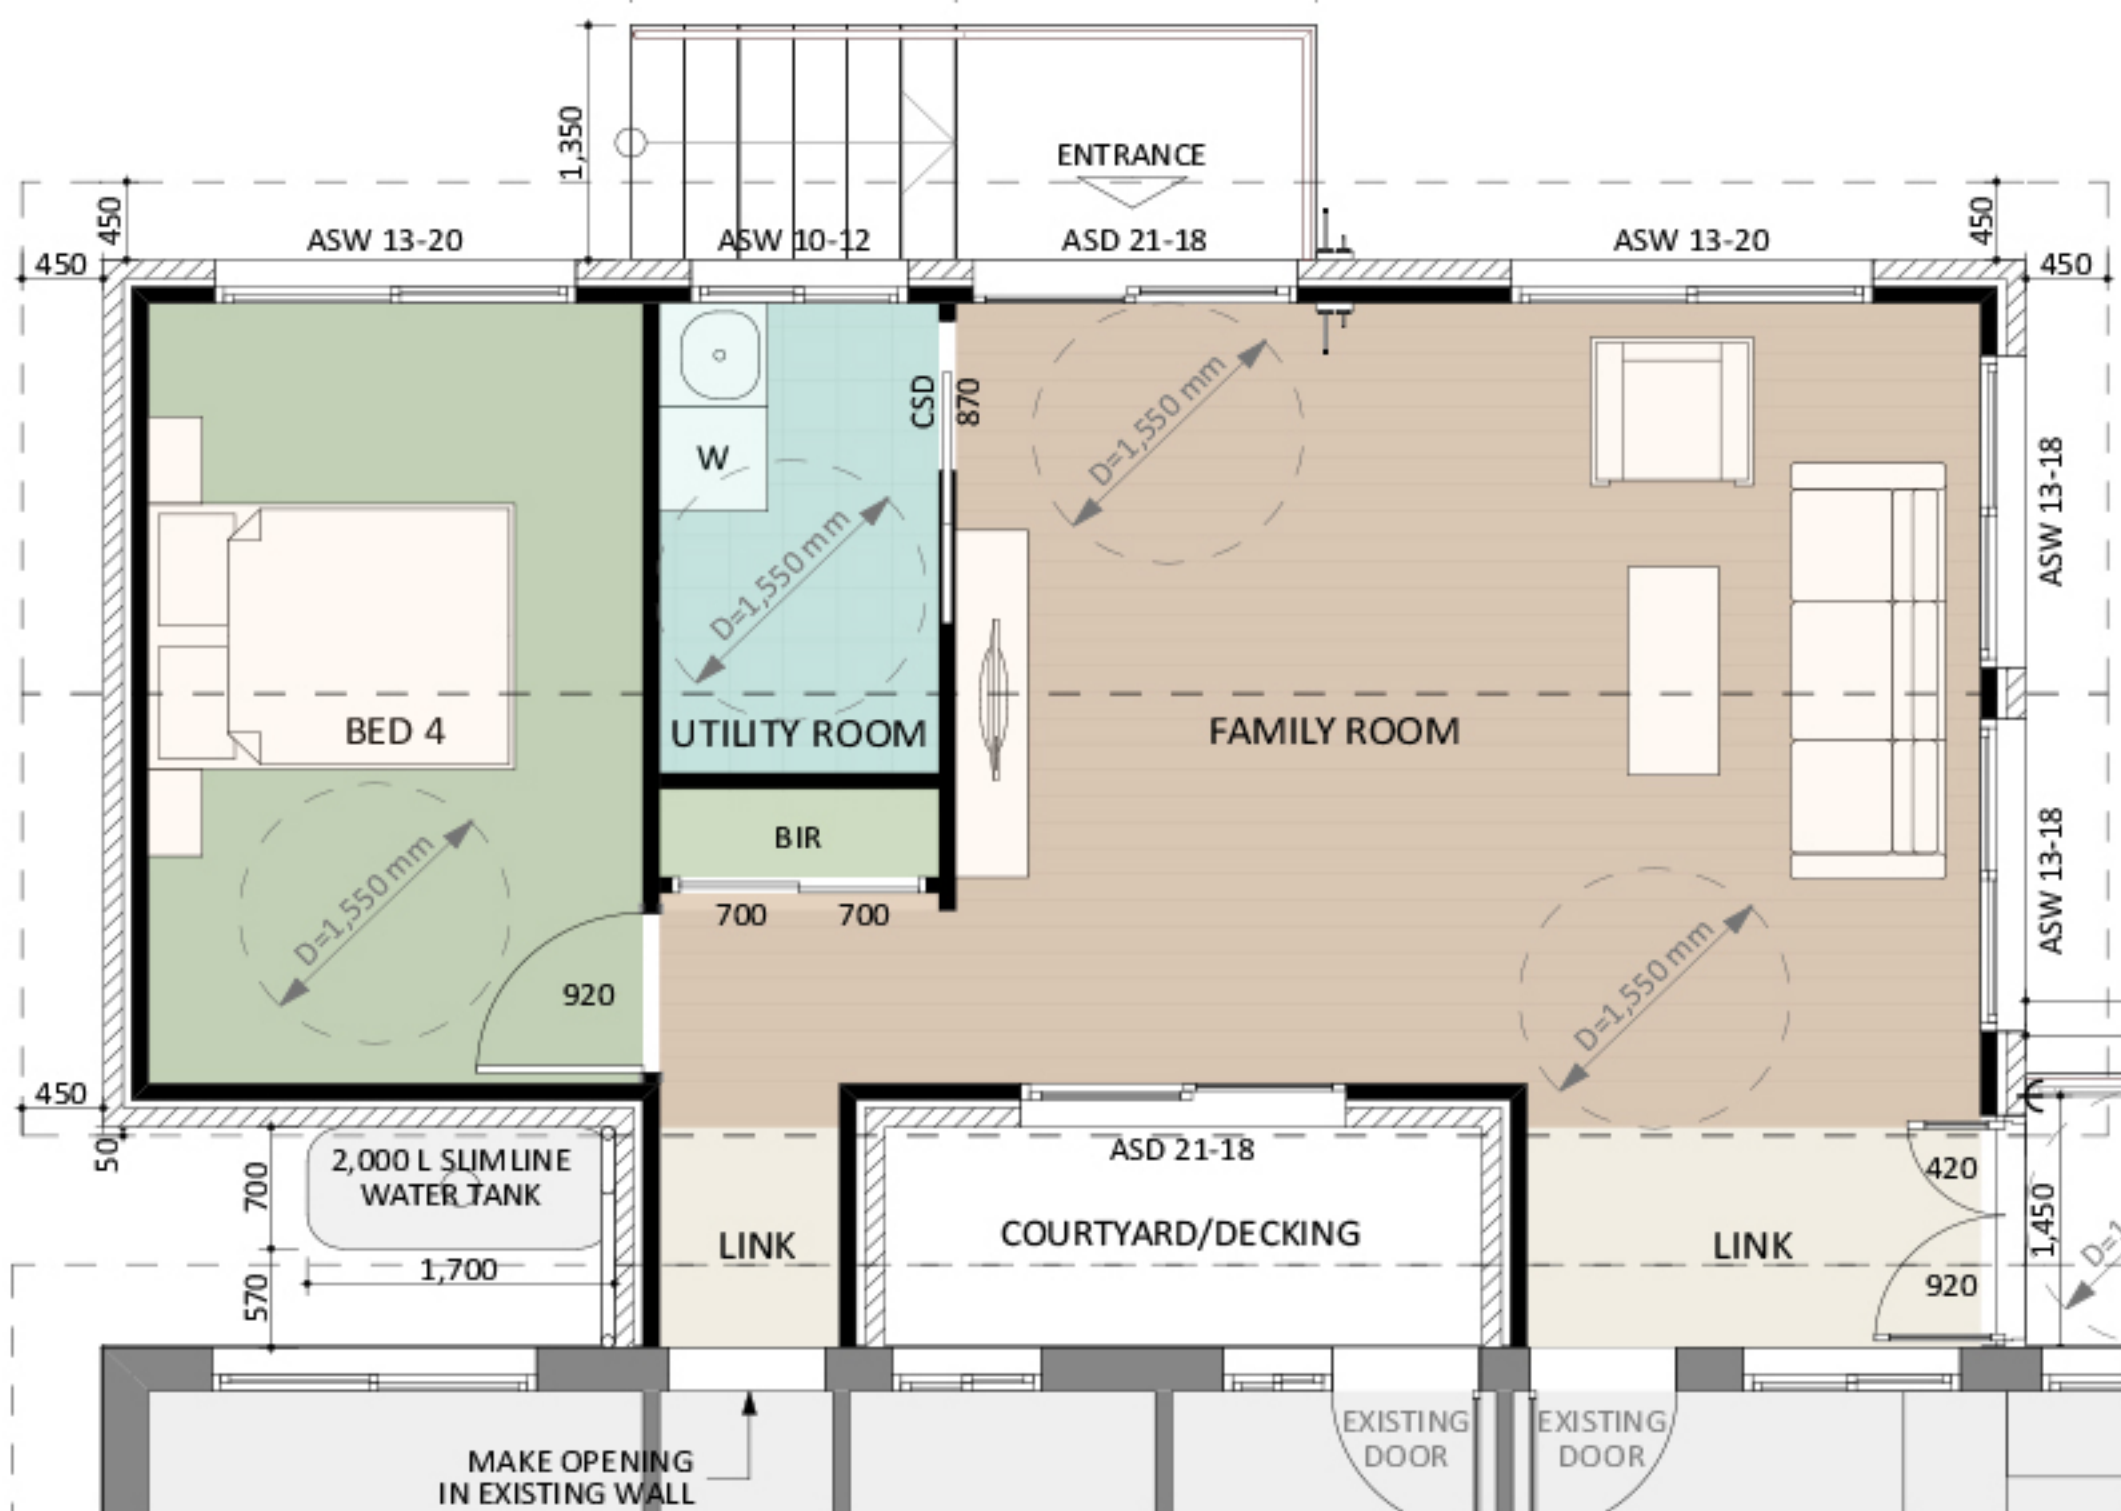 1,350
ENTRANCE
450
ASW 13-20
ASW 10-12
ASD 21-18
ASW 13-20
450
450
450
CSD
870
D=1,550 mm
W
D=1,550 mm
ASW 13-18
BED 4
UTILITY ROOM
FAMILY ROOM
BIR
D=1,550 mm
700
700
ASW 13-18
D=1,550 mm
920
450
50
700
2,000 L SLIMLINE
WATER TANK
ASD 21-18
420
1,450
LINK
COURTYARD/DECKING
LINK
1,700
570
920
EXISTING
DOOR
EXISTING
DOOR
MAKE OPENING
IN EXISTING WALL